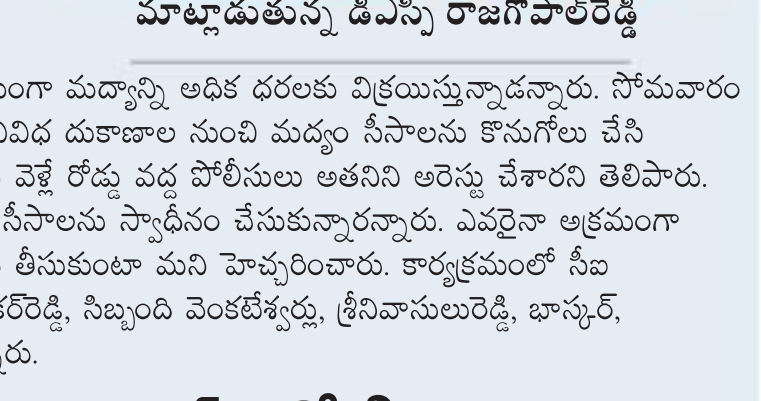 మాట్లాడుతున్న డీఎస్పీ రాజగోపాల్‌రెడ్డి
మద్యాన్ని అధిక ధరలకు విక్రయిస్తున్నాడన్నారు. సోమవారం
వివిధ దుకాణాల నుంచి మద్యం సీసాలను కొనుగోలు చేసి
వెళ్లే రోడ్డు వద్ద పోలీసులు అతనిని అరెస్టు చేశారని తెలిపారు.
సీసాలను స్వాధీనం చేసుకున్నారన్నారు. ఎవరైనా అక్రమంగా
తీసుకుంటా మని హెచ్చరించారు. కార్యక్రమంలో సీఐ
సిబ్బంది వెంకటేశ్వర్లు, శ్రీనివాసులురెడ్డి, భాస్కర్,